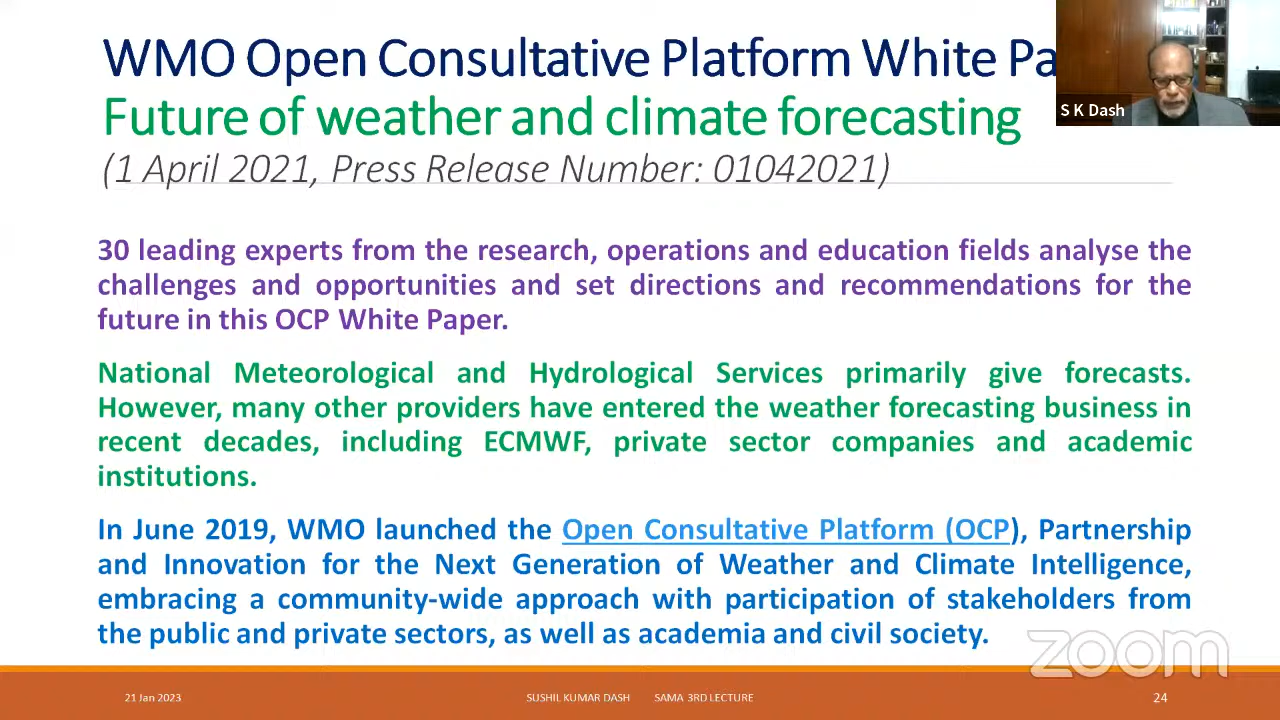 WMO Open Consultative Platform White Pa
Future of weather and climate forecasting
(1 April 2021, Press Release Number: 01042021)
S K Dash
30 leading experts from the research, operations and education fields analyse the
challenges and opportunities and set directions and recommendations for the
future in this OCP White Paper.
National Meteorological and Hydrological Services primarily give forecasts.
However, many other providers have entered the weather forecasting business in
recent decades, including ECMWF, private sector companies and academic
institutions.
In June 2019, WMO launched the Open Consultative Platform (OCP), Partnership
and Innovation for the Next Generation of Weather and Climate Intelligence,
embracing a community-wide approach with participation of stakeholders from
the public and private sectors, as well as academia and civil society.
zoom
21 Jan 2023 SUSHIL KUMAR DASH SAMA 3RD LECTURE 24